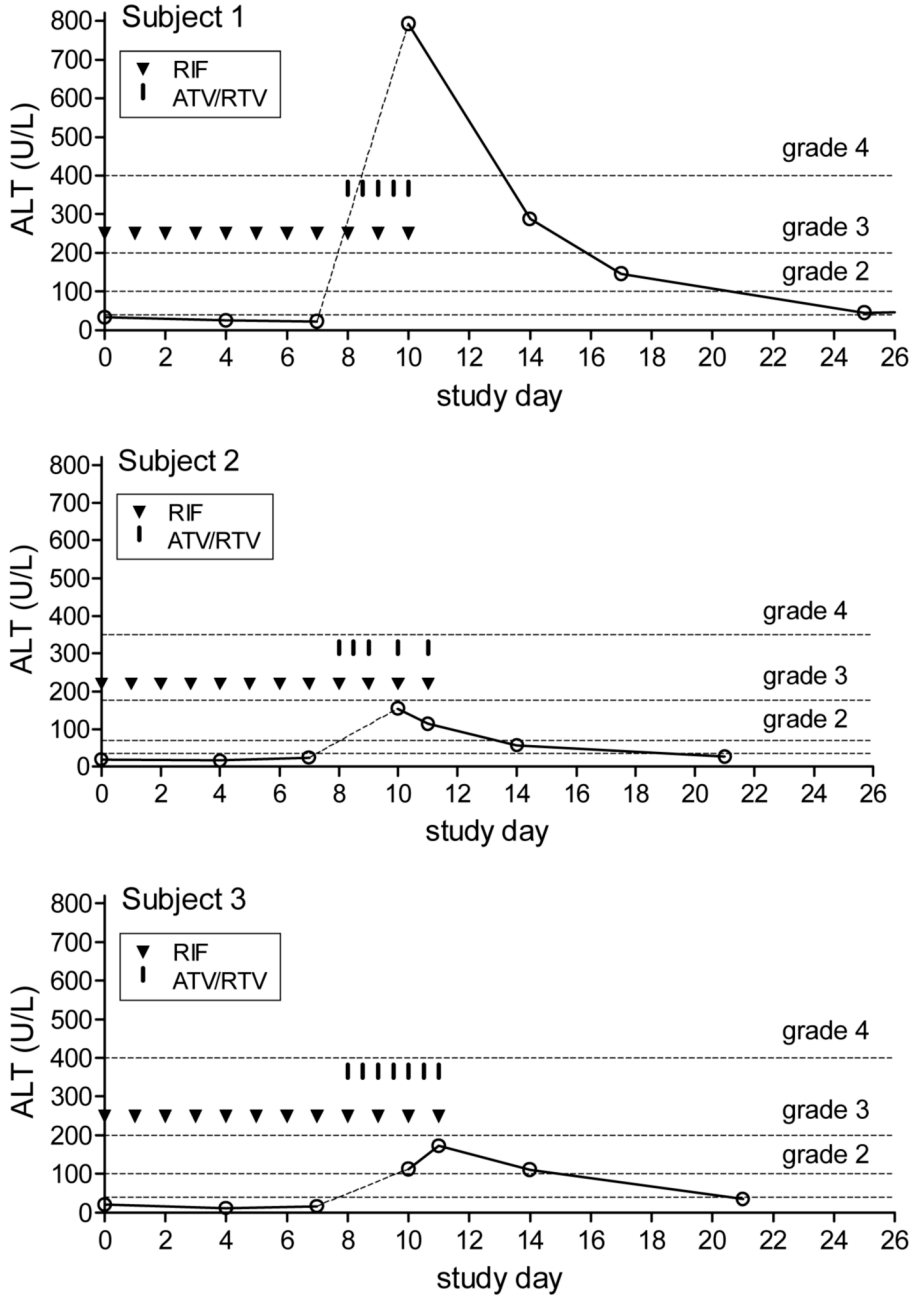 Subject 1
RIF
ATV/RTV
ALT (U/L)
800
700
600
500
400
300
200
100
0
grade 4
grade 3
grade 2
0 2 4 6 8 10 12 14 16 18 20 22 24 26
study day
Subject 2
RIF
ATV/RTV
ALT (U/L)
800
700
600
500
400
300
200
100
0
grade 4
grade 3
grade 2
0 2 4 6 8 10 12 14 16 18 20 22 24 26
study day
Subject 3
RIF
ATV/RTV
ALT (U/L)
800
700
600
500
400
300
200
100
0
grade 4
grade 3
grade 2
0 2 4 6 8 10 12 14 16 18 20 22 24 26
study day